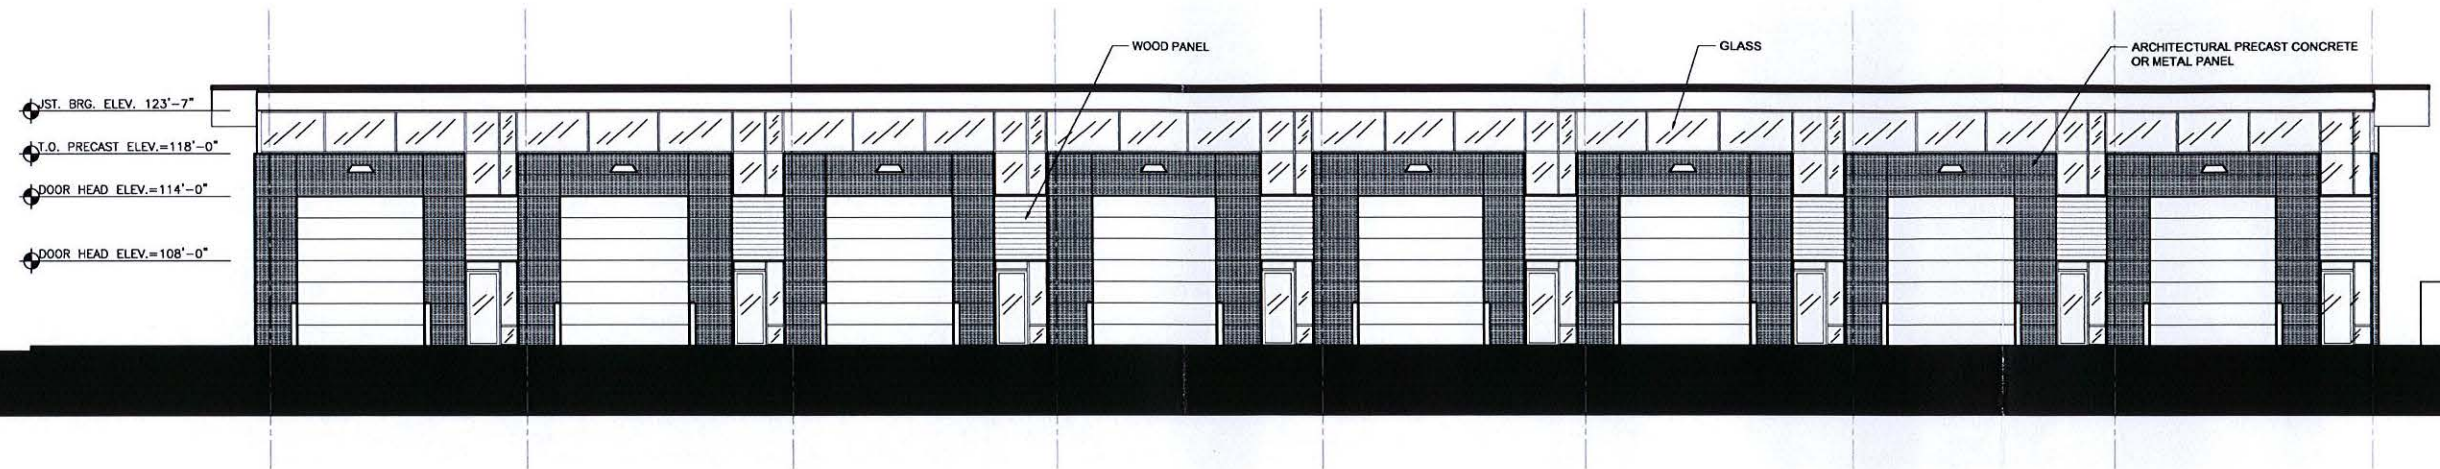 WOOD PANEL
GLASS
ARCHITECTURAL PRECAST CONCRETE
OR METAL PANEL
JST. BRG. ELEV. 123'-7"
T.O. PRECAST ELEV.=118'-0"
DOOR HEAD ELEV.=114'-0"
DOOR HEAD ELEV.=108'-0"